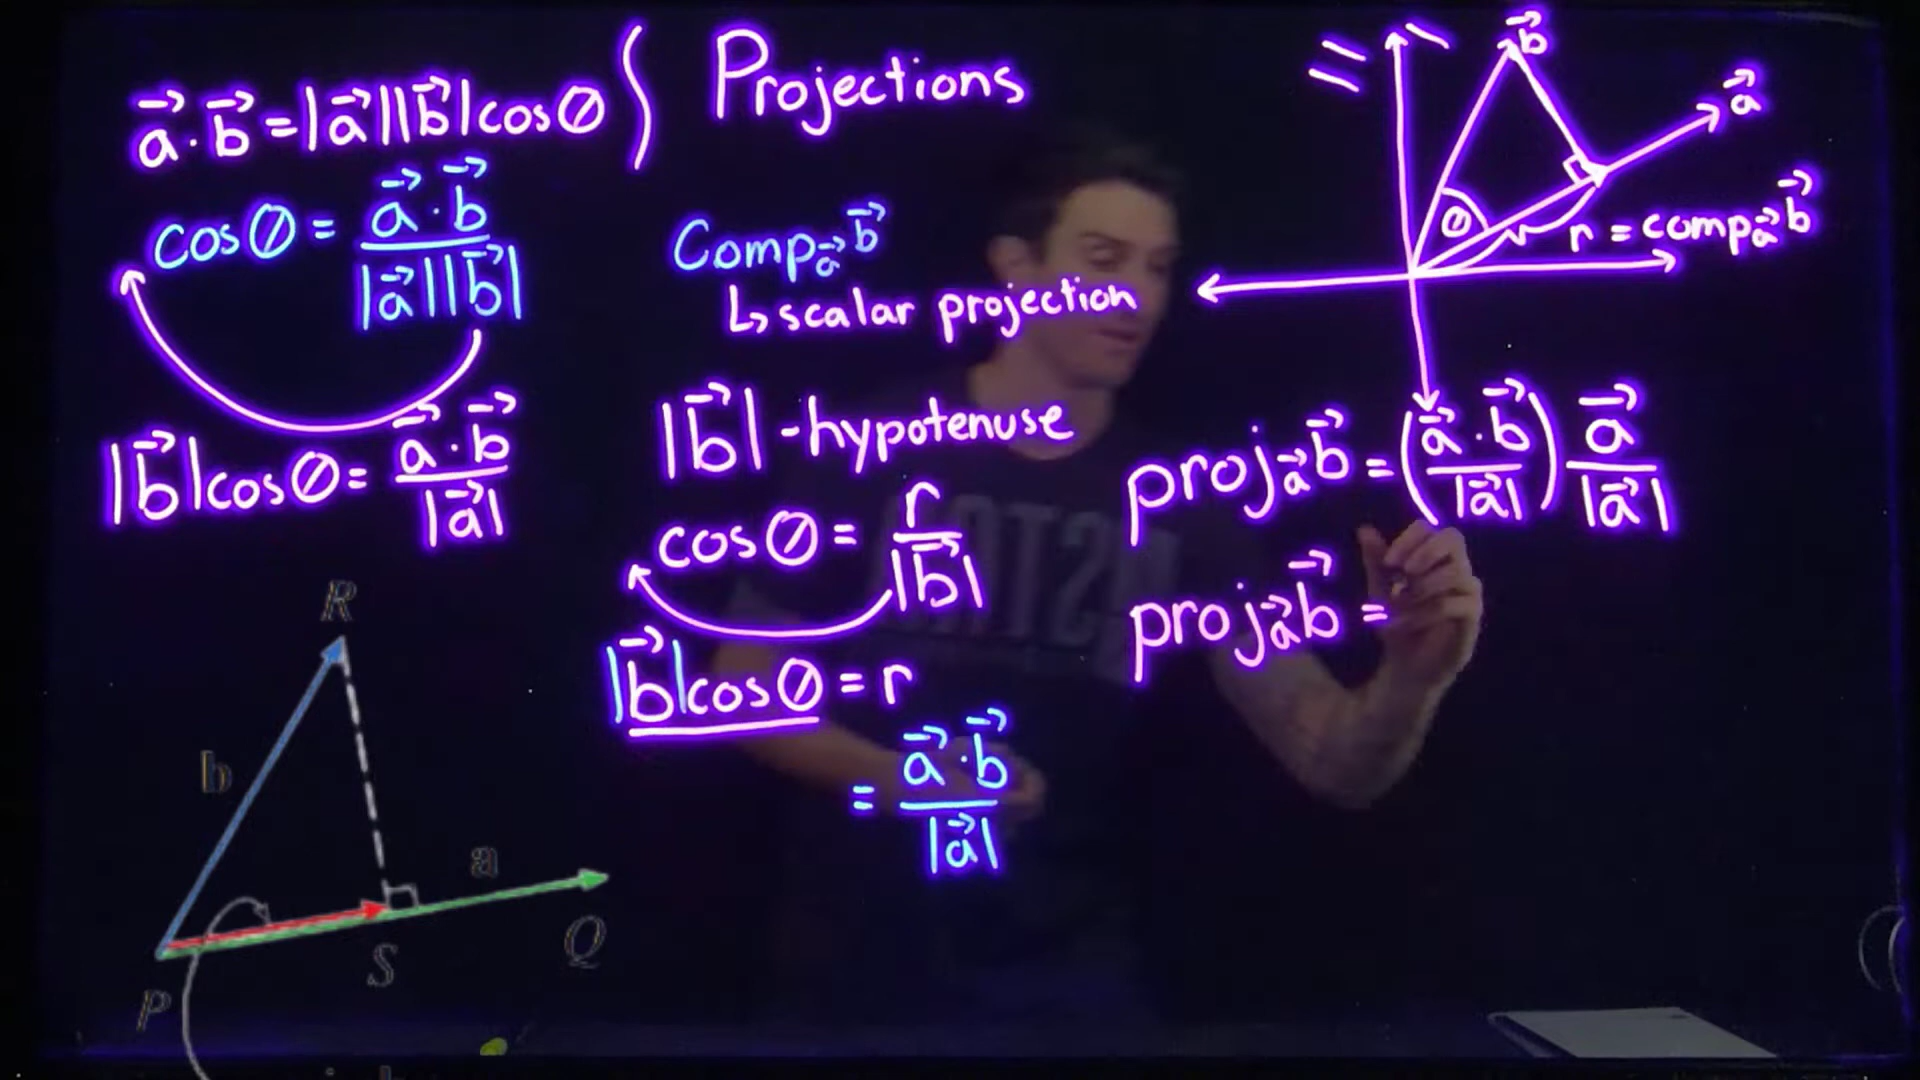 a⃗·b⃗=|a⃗||b⃗|cosθ
cosθ = a⃗·b⃗ / |a⃗||b⃗|
|b⃗|cosθ= a⃗·b⃗ / |a⃗|
R
b
a
S
Q
P
Projections
Comp_a⃗ b⃗
↳ scalar projection
|b⃗| - hypotenuse
cosθ = r / |b⃗|
|b⃗|cosθ = r
= a⃗·b⃗ / |a⃗|
b⃗
a⃗
θ
r = comp_a⃗ b⃗
proj_a⃗ b⃗ = (a⃗·b⃗ / |a⃗|) a⃗ / |a⃗|
proj_a⃗ b⃗ =